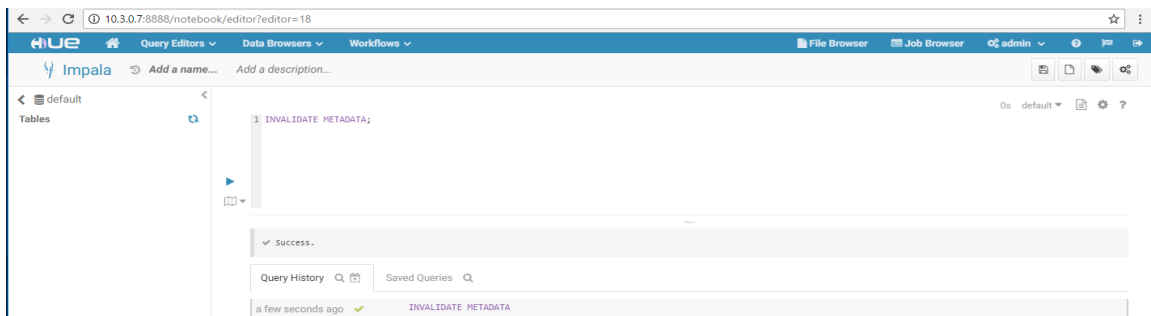 10.3.0.7:8888/notebook/editor?editor=18
HUE Query Editors Data Browsers Workflows File Browser Job Browser admin
Impala Add a name... Add a description...
default
Tables
0s default ?
1 INVALIDATE METADATA;
Success.
Query History Saved Queries
a few seconds ago INVALIDATE METADATA